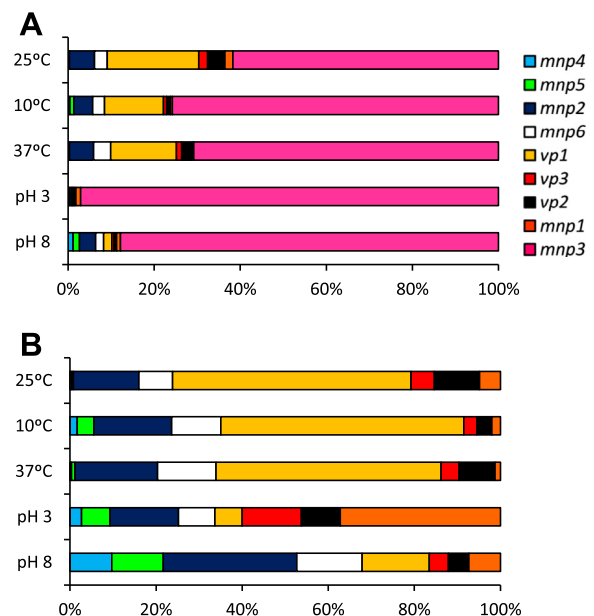 A
25ºC
10ºC
37ºC
pH 3
pH 8
0%
20%
40%
60%
80%
100%
mnp4
mnp5
mnp2
mnp6
vp1
vp3
vp2
mnp1
mnp3
B
25ºC
10ºC
37ºC
pH 3
pH 8
0%
20%
40%
60%
80%
100%